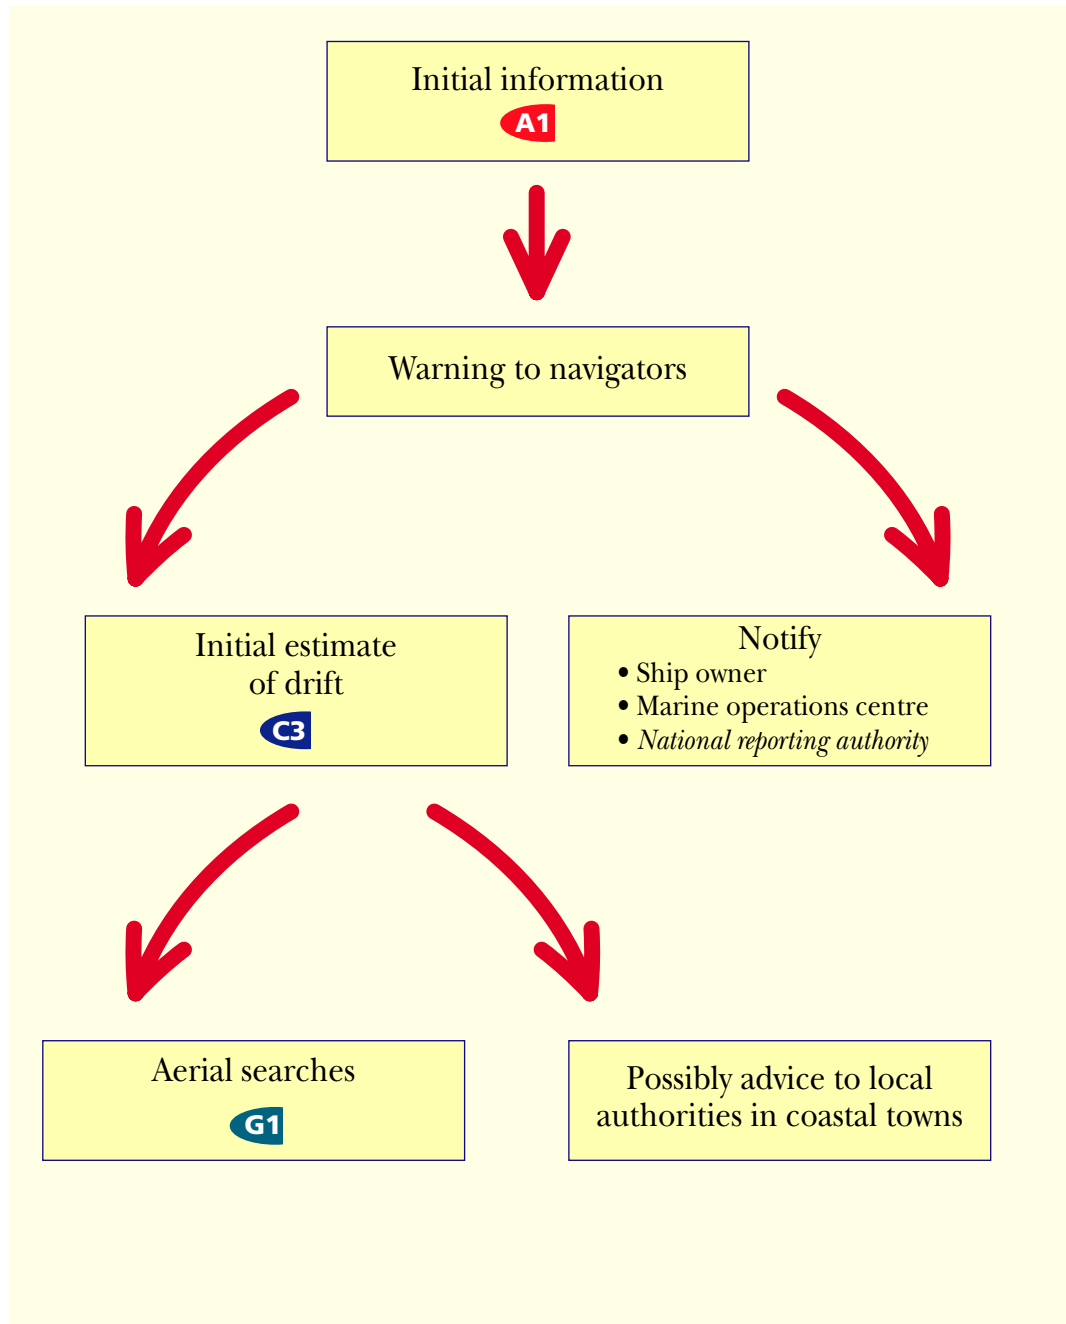 Initial information
A1
Warning to navigators
Initial estimate
of drift
C3
Notify
• Ship owner
• Marine operations centre
• National reporting authority
Aerial searches
G1
Possibly advice to local
authorities in coastal towns